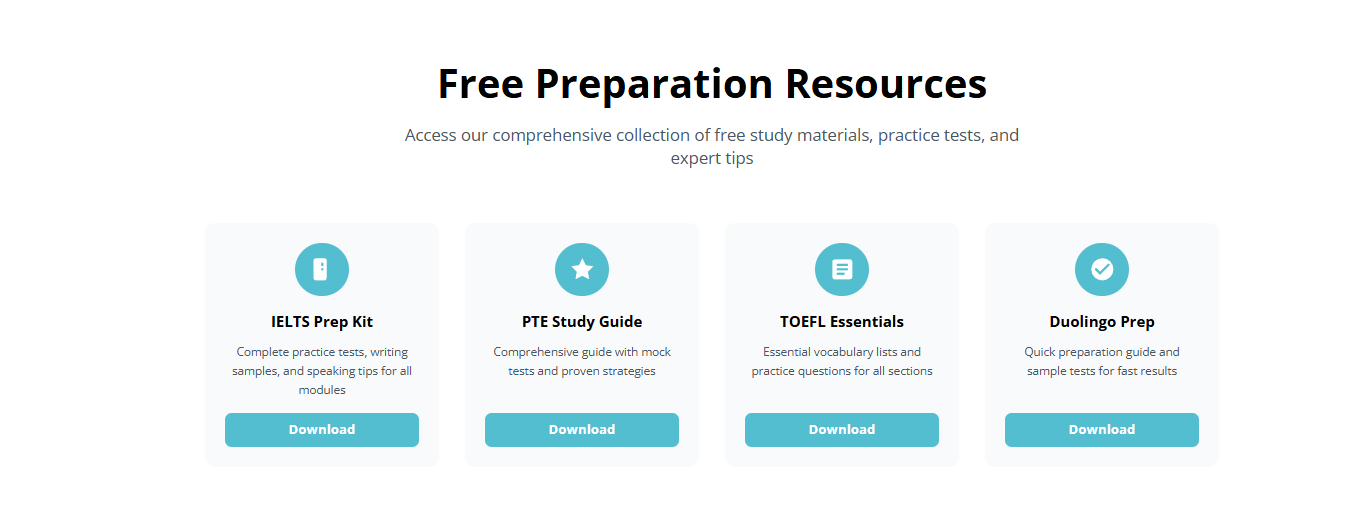 Free Preparation Resources
Access our comprehensive collection of free study materials, practice tests, and
expert tips
IELTS Prep Kit
Complete practice tests, writing
samples, and speaking tips for all
modules
Download
PTE Study Guide
Comprehensive guide with mock
tests and proven strategies
Download
TOEFL Essentials
Essential vocabulary lists and
practice questions for all sections
Download
Duolingo Prep
Quick preparation guide and
sample tests for fast results
Download